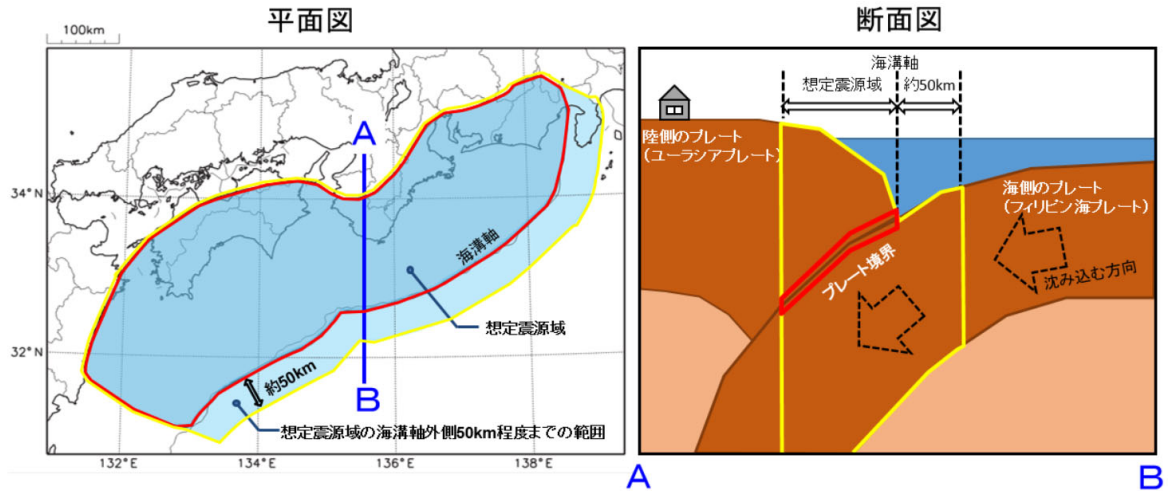 平面図
100km
A
34°N
海溝軸
想定震源域
32°N
約50km
B
想定震源域の海溝軸外側50km程度までの範囲
132°E
134°E
136°E
138°E
断面図
海溝軸
想定震源域
約50km
陸側のプレート
(ユーラシアプレート)
海側のプレート
(フィリピン海プレート)
プレート境界
沈み込む方向
A
B